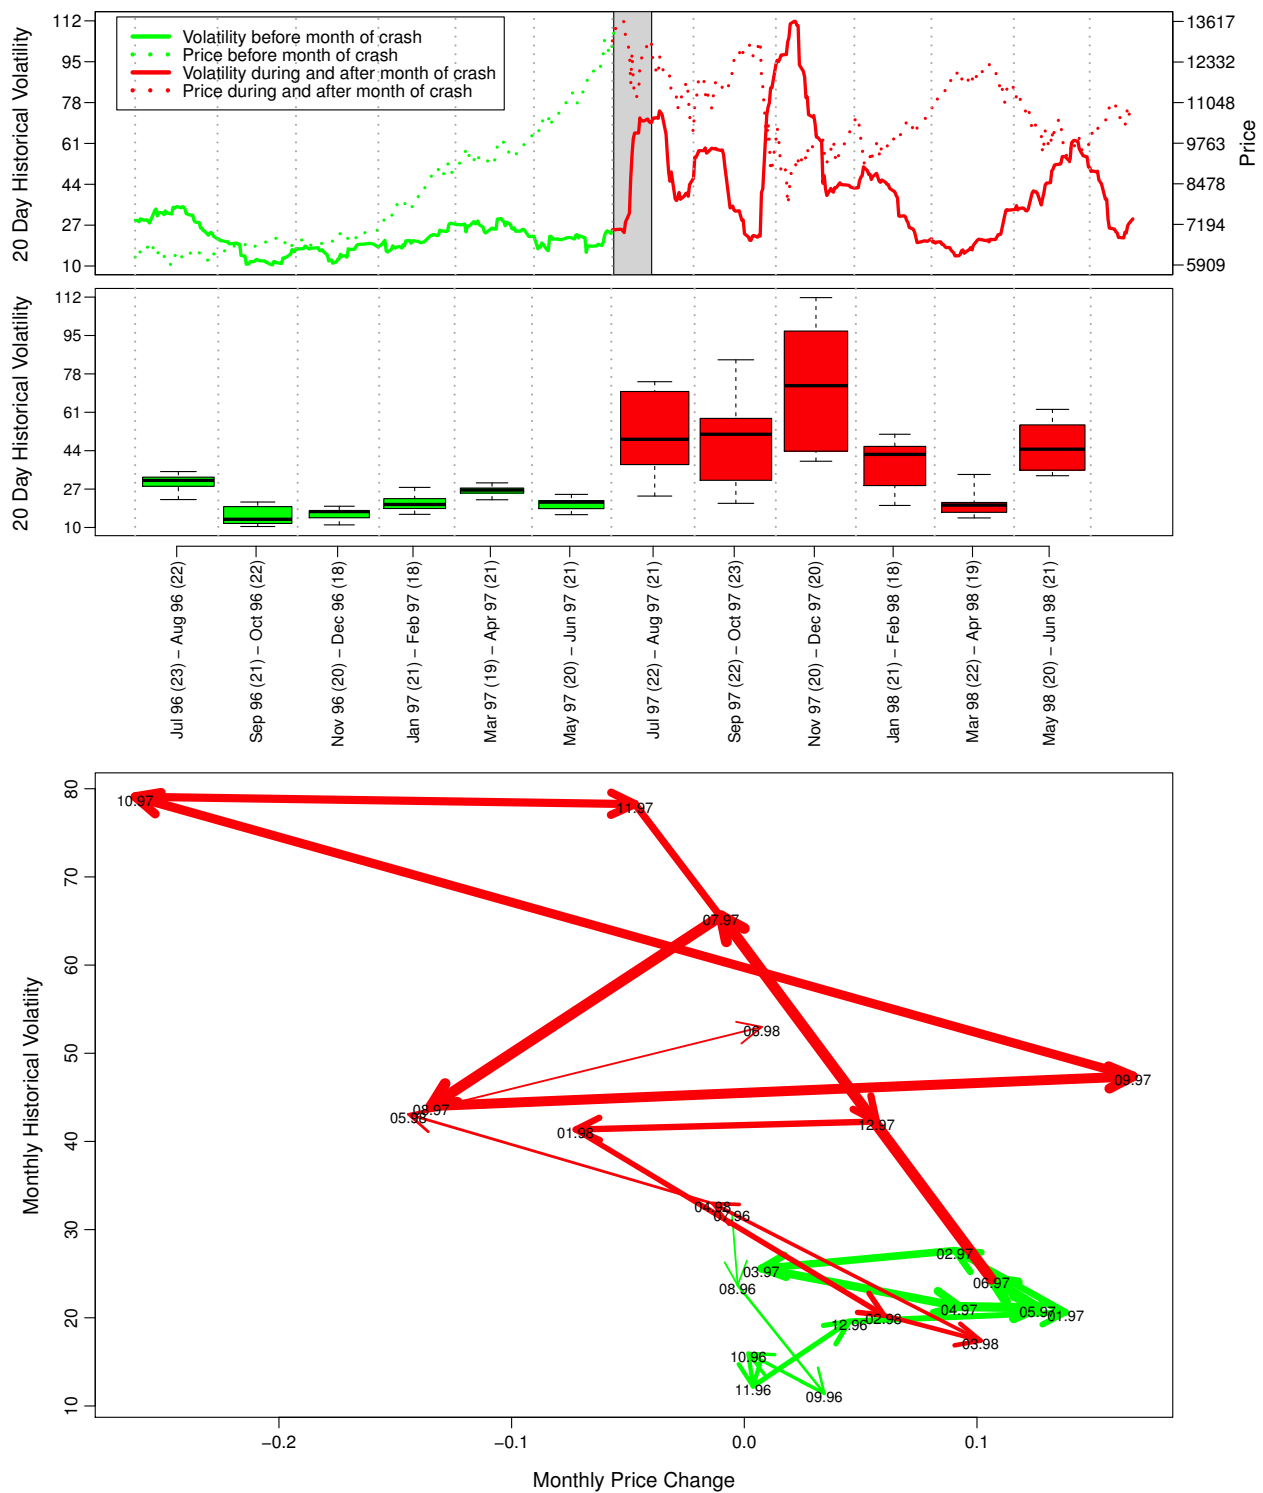 20 Day Historical Volatility
112
95
78
61
44
27
10
Volatility before month of crash
Price before month of crash
Volatility during and after month of crash
Price during and after month of crash
13617
12332
11048
9763
8478
7194
5909
Price
20 Day Historical Volatility
112
95
78
61
44
27
10
Jul 96 (23) − Aug 96 (22)
Sep 96 (21) − Oct 96 (22)
Nov 96 (20) − Dec 96 (18)
Jan 97 (21) − Feb 97 (18)
Mar 97 (19) − Apr 97 (21)
May 97 (20) − Jun 97 (21)
Jul 97 (22) − Aug 97 (21)
Sep 97 (22) − Oct 97 (23)
Nov 97 (20) − Dec 97 (20)
Jan 98 (21) − Feb 98 (18)
Mar 98 (22) − Apr 98 (19)
May 98 (20) − Jun 98 (21)
Monthly Historical Volatliity
80
70
60
50
40
30
20
10
10.97
11.97
07.97
06.98
09.97
08.97
05.98
12.97
01.98
04.98
07.96
02.97
03.97
06.97
08.96
04.97
05.97
01.97
02.98
12.96
03.98
10.96
11.96
09.96
−0.2
−0.1
0.0
0.1
Monthly Price Change